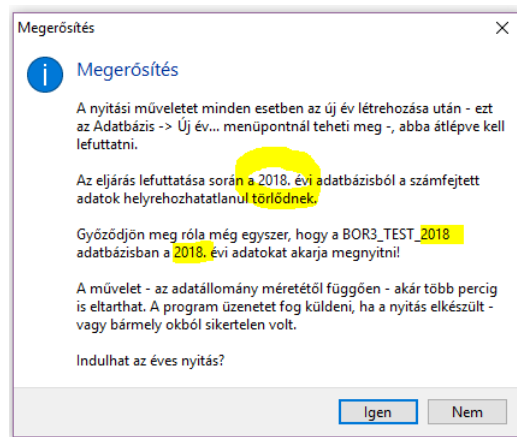 Megerősítés
Megerősítés
A nyitási műveletet minden esetben az új év létrehozása után - ezt
az Adatbázis -> Új év... menüpontnál teheti meg -, abba átlépve kell
lefuttatni.
Az eljárás lefuttatása során a 2018. évi adatbázisból a számfejtett
adatok helyrehozhatatlanul törlődnek.
Győződjön meg róla még egyszer, hogy a BOR3_TEST_2018
adatbázisban a 2018. évi adatokat akarja megnyitni!
A művelet - az adatállomány méretétől függően - akár több percig
is eltarthat. A program üzenetet fog küldeni, ha a nyitás elkészült -
vagy bármely okból sikertelen volt.
Indulhat az éves nyitás?
Igen
Nem